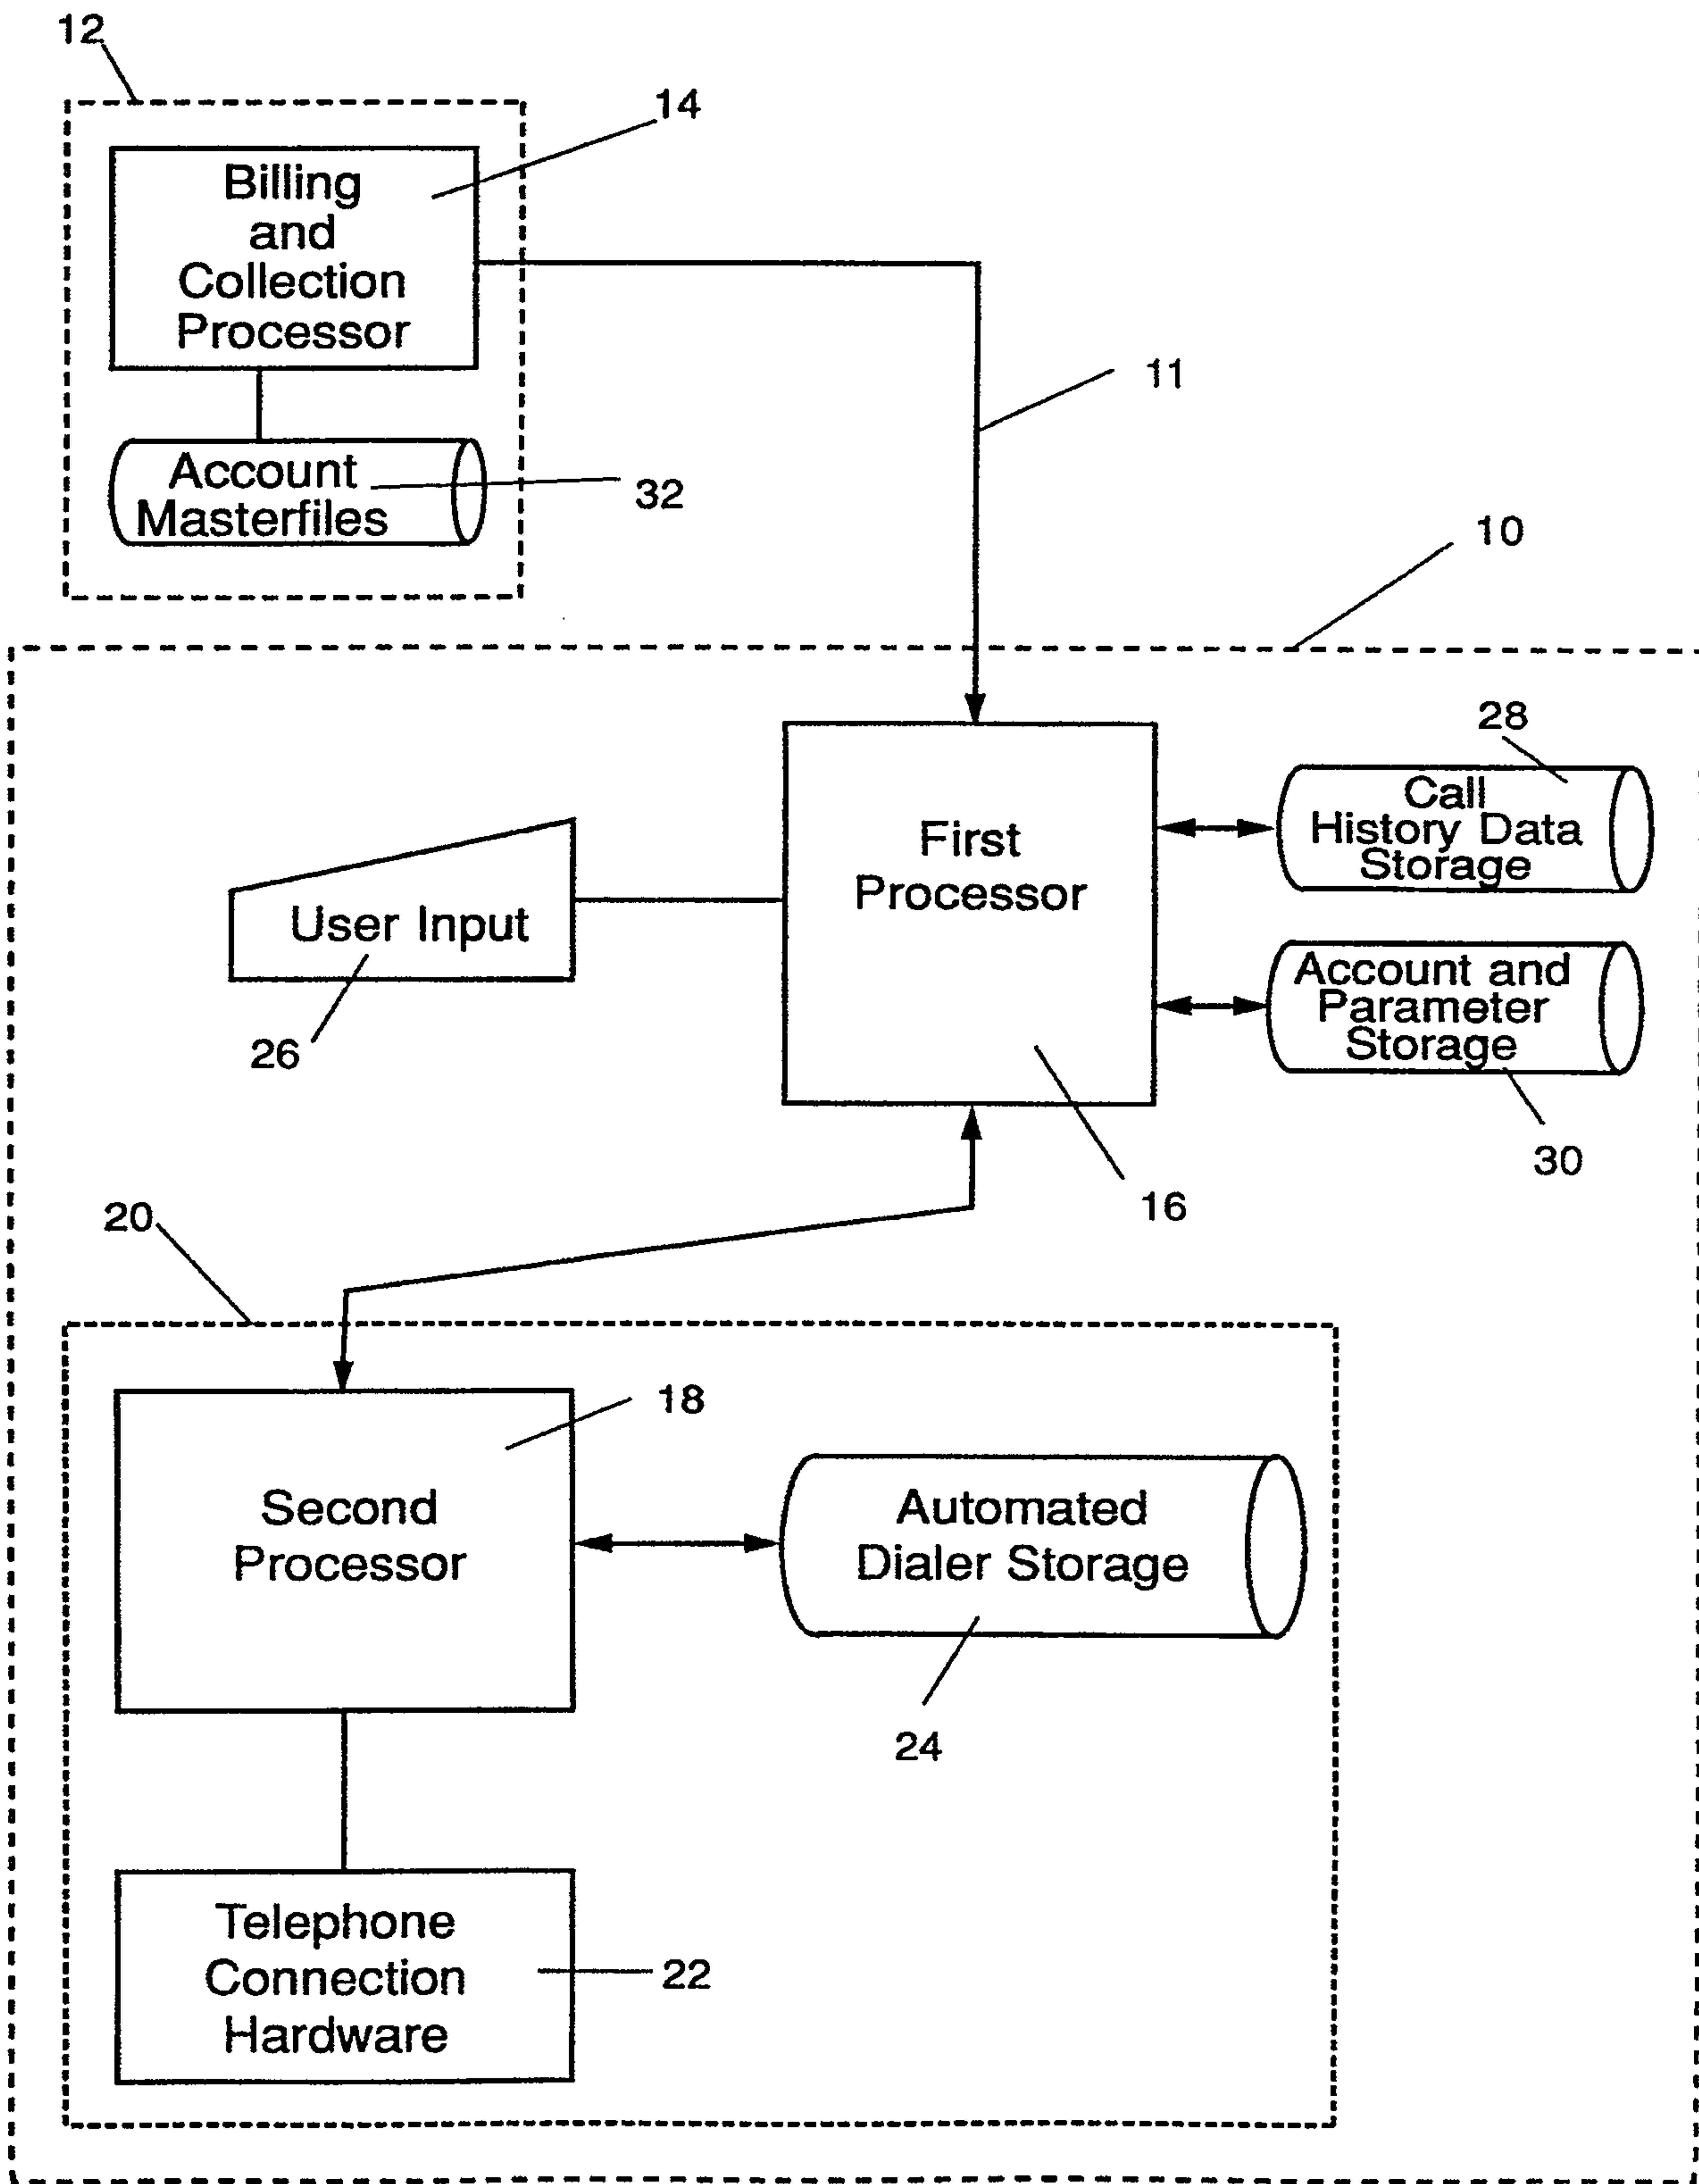 12
14
Billing
and
Collection
Processor
11
Account
Masterfiles
32
10
28
Call
History Data
Storage
First
Processor
User Input
26
Account and
Parameter
Storage
30
16
20
18
Second
Processor
Automated
Dialer Storage
24
Telephone
Connection
Hardware
22